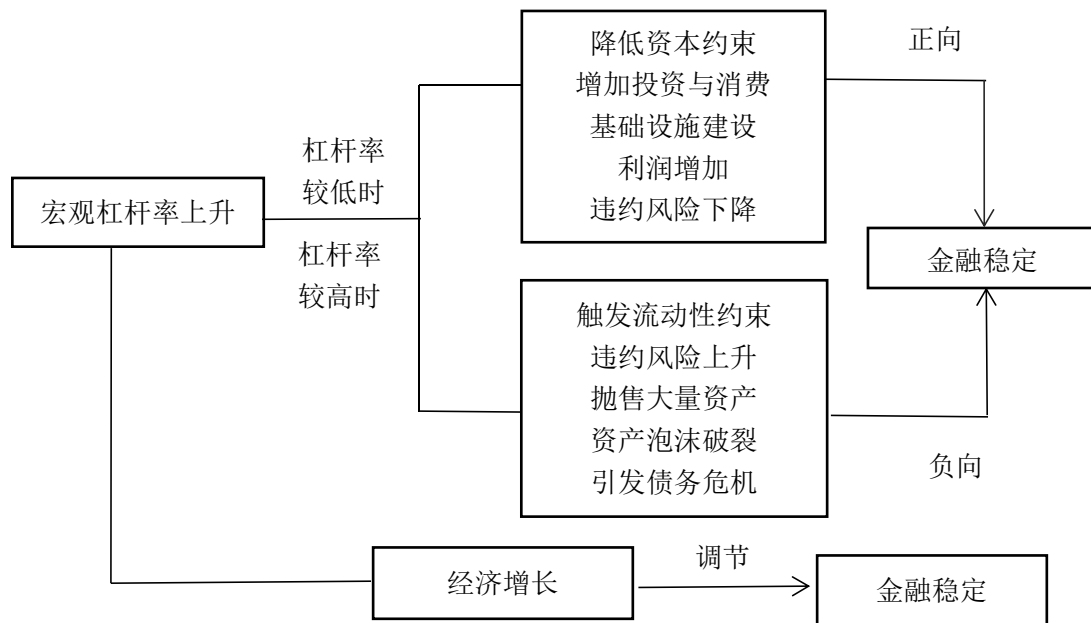 降低资本约束
增加投资与消费
基础设施建设
利润增加
违约风险下降
正向
杠杆率
较低时
宏观杠杆率上升
杠杆率
较高时
金融稳定
触发流动性约束
违约风险上升
抛售大量资产
资产泡沫破裂
引发债务危机
负向
经济增长
调节
金融稳定